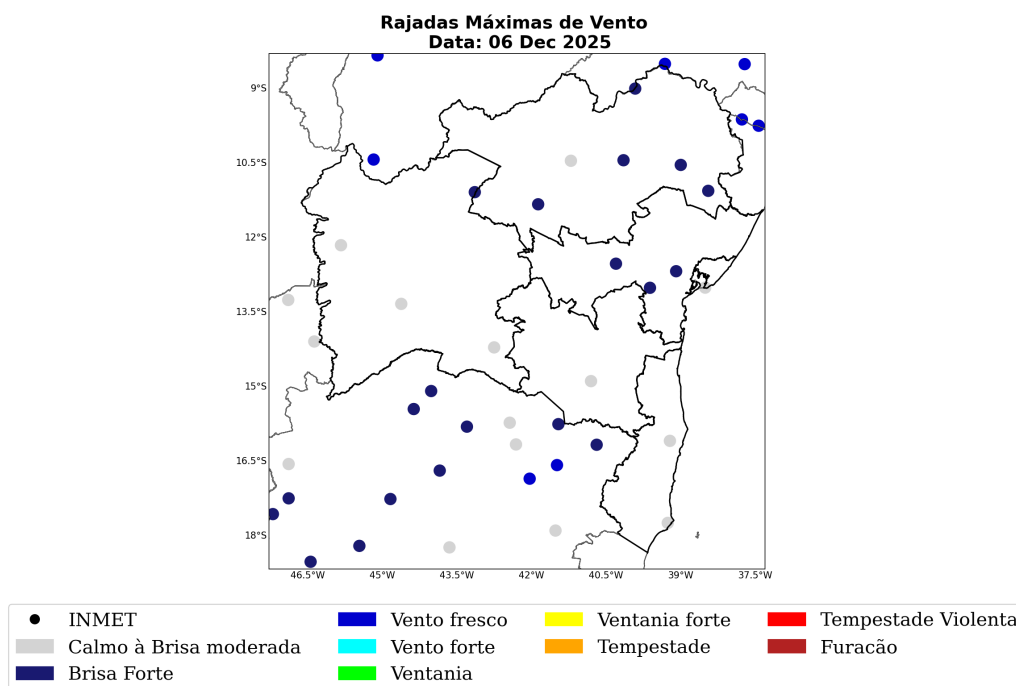 Rajadas Máximas de Vento
Data: 06 Dec 2025
9°S
10.5°S
12°S
13.5°S
15°S
16.5°S
18°S
46.5°W 45°W 43.5°W 42°W 40.5°W 39°W 37.5°W
INMET Vento fresco Ventania forte Tempestade Violenta
Calmo à Brisa moderada Vento forte Tempestade Furacão
Brisa Forte Ventania